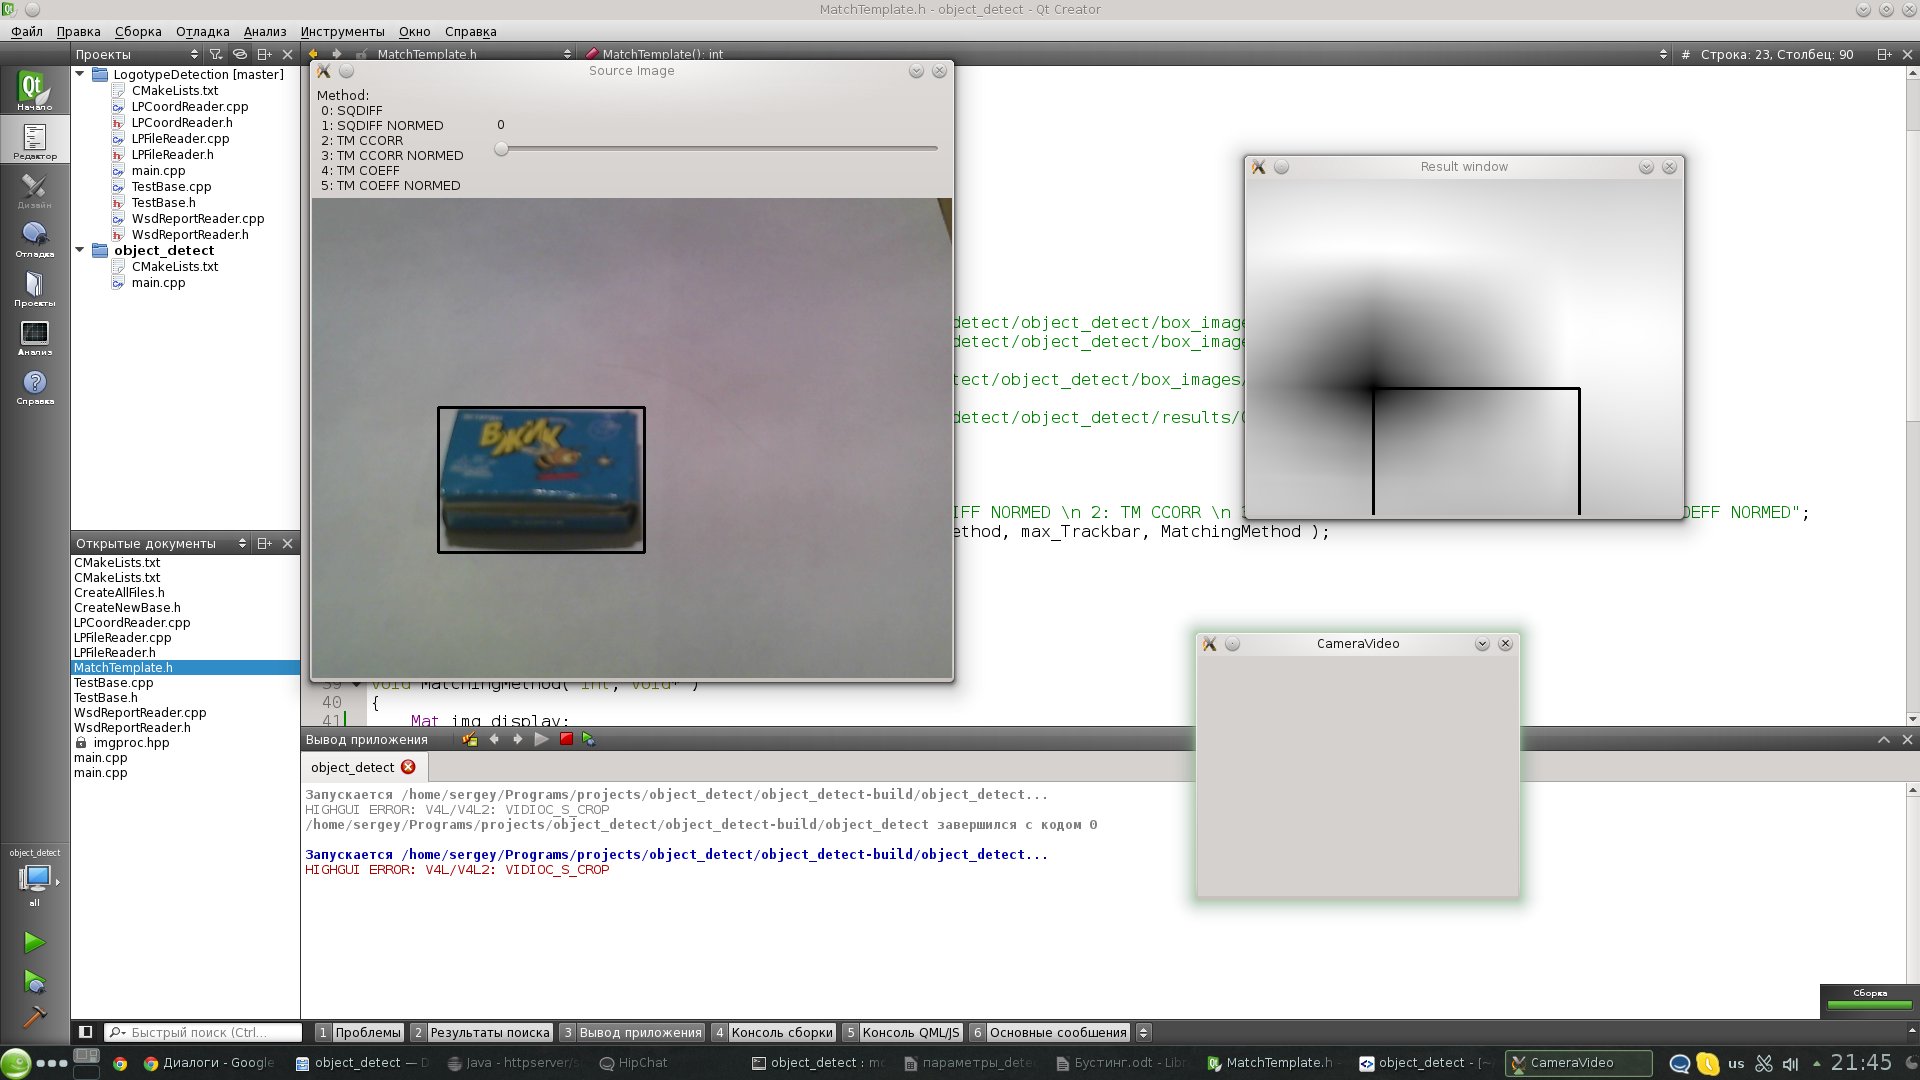 MatchTemplate.h - object_detect - Qt Creator
Файл Правка Сборка Отладка Анализ Инструменты Окно Справка
Проекты
MatchTemplate.h
MatchTemplate(): int
# Строка: 23, Столбец: 90
Начало
Редактор
Дизайн
Отладка
Проекты
Анализ
Справка
LogotypeDetection [master]
CMakeLists.txt
LPCoordReader.cpp
LPCoordReader.h
LPFileReader.cpp
LPFileReader.h
main.cpp
TestBase.cpp
TestBase.h
WsdReportReader.cpp
WsdReportReader.h
object_detect
CMakeLists.txt
main.cpp
Открытые документы
CMakeLists.txt
CMakeLists.txt
CreateAllFiles.h
CreateNewBase.h
LPCoordReader.cpp
LPFileReader.cpp
LPFileReader.h
MatchTemplate.h
TestBase.cpp
TestBase.h
WsdReportReader.cpp
WsdReportReader.h
imgproc.hpp
main.cpp
main.cpp
Source Image
Method:
0: SQDIFF
1: SQDIFF NORMED
2: TM CCORR
3: TM CCORR NORMED
4: TM COEFF
5: TM COEFF NORMED
0
ВЖИК
Result window
detect/object_detect/box_image
detect/object_detect/box_image
tect/object_detect/box_images/
detect/object_detect/results/
IFF NORMED \n 2: TM CCORR \n
OEFF NORMED";
ethod, max_Trackbar, MatchingMethod );
CameraVideo
39 void MatchingMethod( int, void* )
40 {
41 Mat img_display;
Вывод приложения
object_detect
Запускается /home/sergey/Programs/projects/object_detect/object_detect-build/object_detect...
HIGHGUI ERROR: V4L/V4L2: VIDIOC_S_CROP
/home/sergey/Programs/projects/object_detect/object_detect-build/object_detect завершился с кодом 0
Запускается /home/sergey/Programs/projects/object_detect/object_detect-build/object_detect...
HIGHGUI ERROR: V4L/V4L2: VIDIOC_S_CROP
object_detect
all
Сборка
Быстрый поиск (Ctrl...
1 Проблемы 2 Результаты поиска 3 Вывод приложения 4 Консоль сборки 5 Консоль QML/JS 6 Основные сообщения
Диалоги - Google
object_detect —
Java - httpserver/s
HipChat
object_detect : mc
параметры_dete
Бустинг.odt - Libr
MatchTemplate.h -
object_detect - [~
CameraVideo
us
21:45